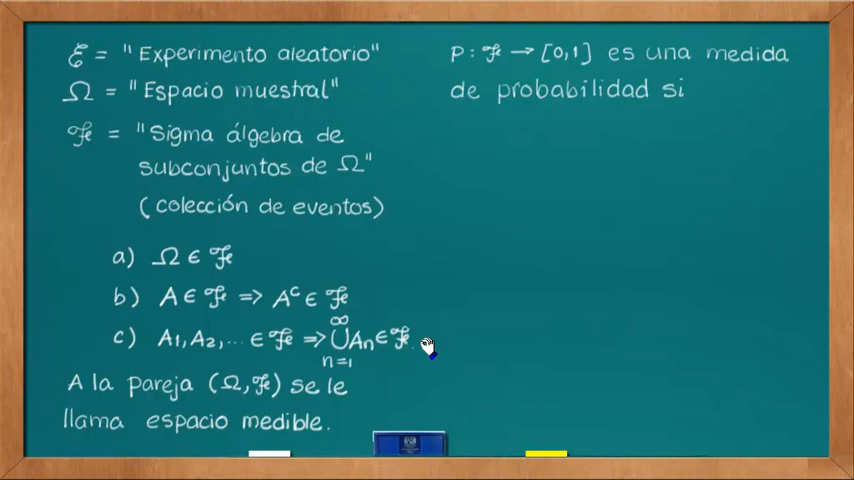 ℰ = "Experimento aleatorio"
Ω = "Espacio muestral"
ℱ = "Sigma álgebra de
subconjuntos de Ω"
(colección de eventos)
a) Ω ∈ ℱ
b) A ∈ ℱ => Aᶜ ∈ ℱ
c) A₁, A₂, ... ∈ ℱ => ∞⋃n=1 An ∈ ℱ.
A la pareja (Ω, ℱ) se le
llama espacio medible.
P : ℱ → [0,1] es una medida
de probabilidad si